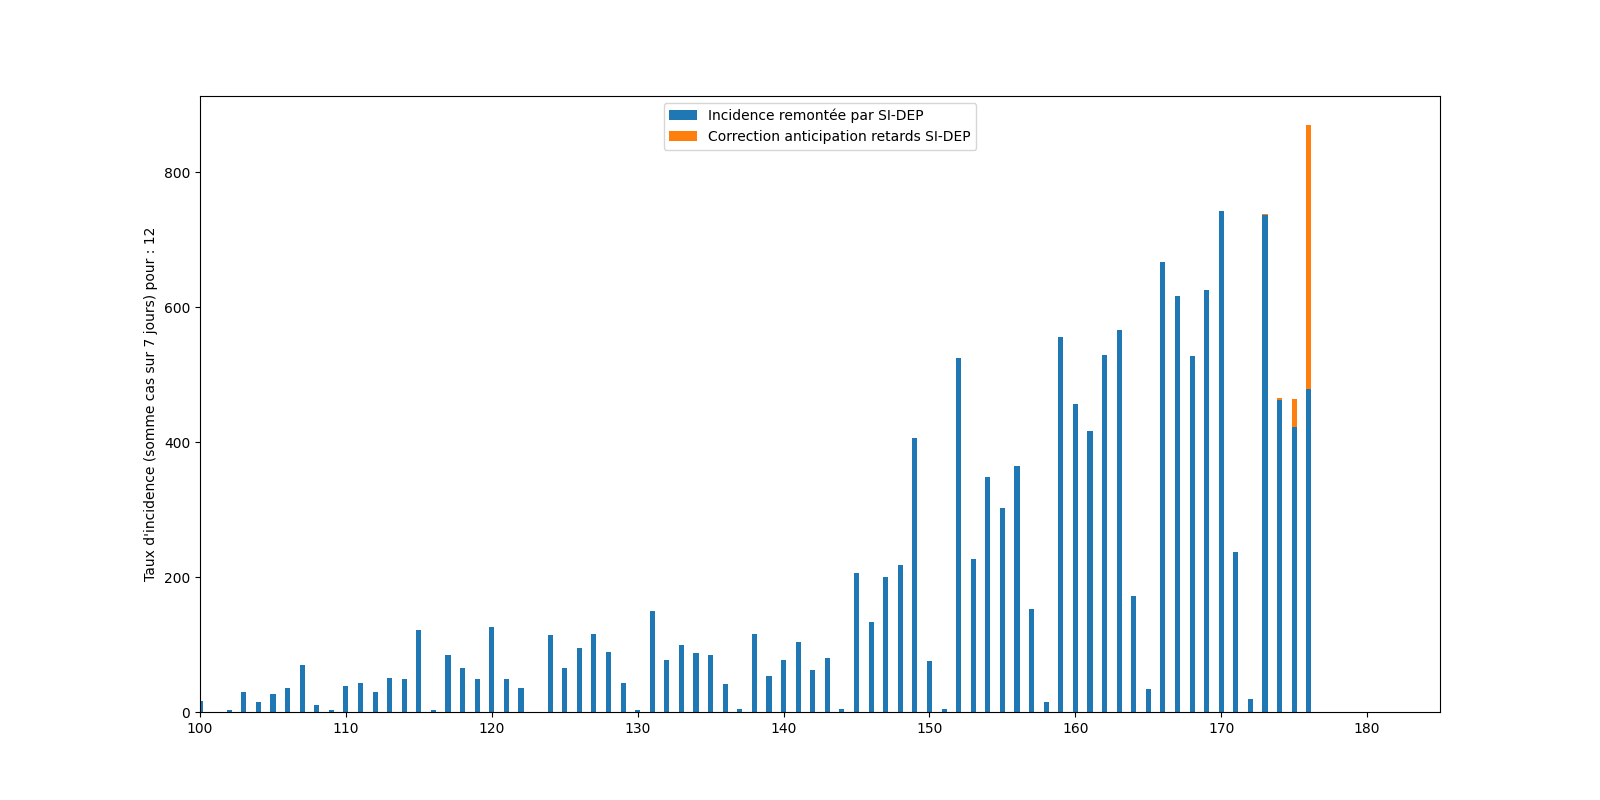 Incidence remontée par SI-DEP
Correction anticipation retards SI-DEP
Taux d'incidence (somme cas sur 7 jours) pour : 12
800
600
400
200
0
100 110 120 130 140 150 160 170 180